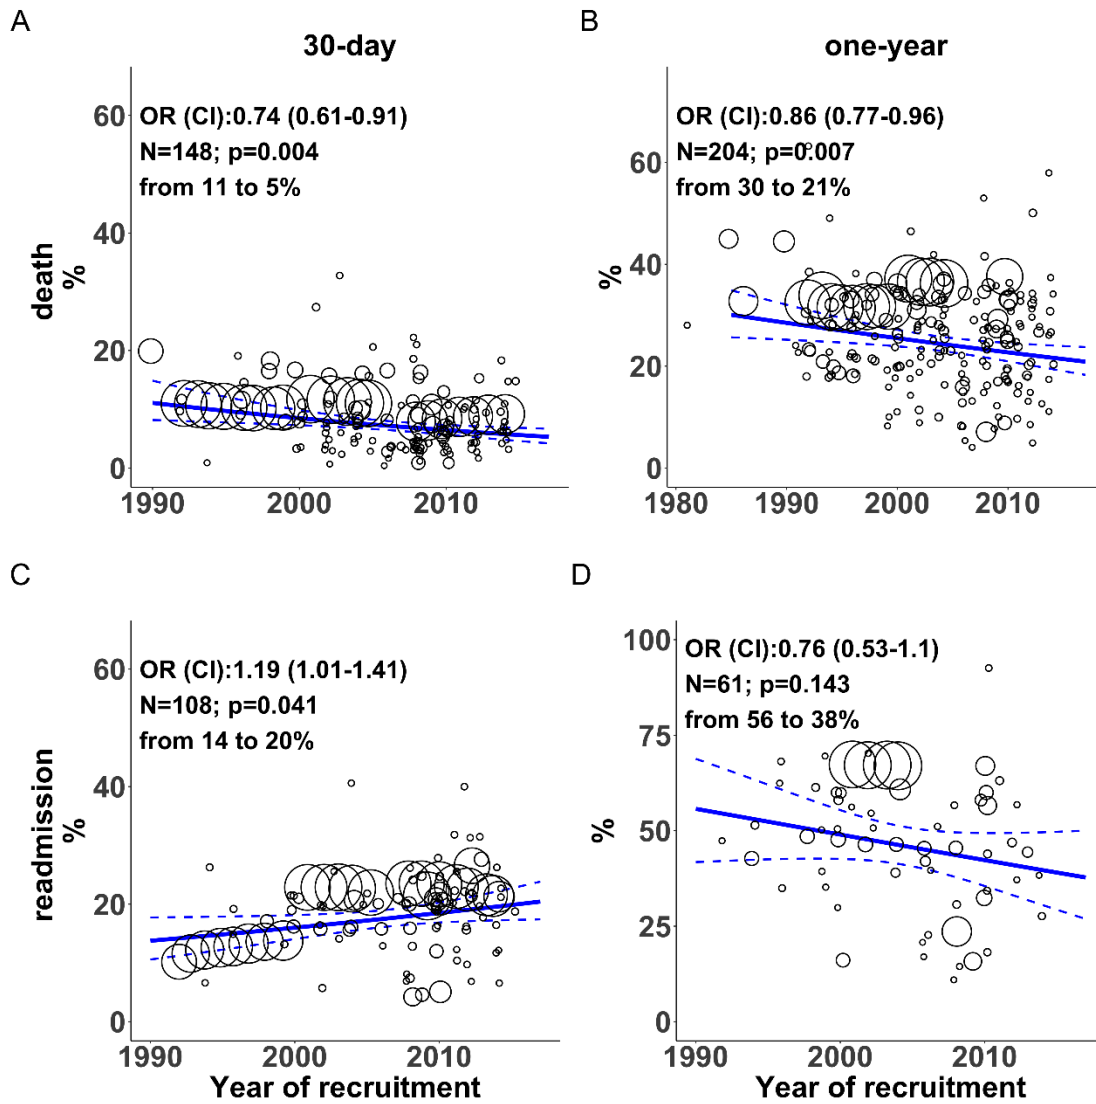 A
30-day
OR (CI):0.74 (0.61-0.91)
N=148; p=0.004
from 11 to 5%
death
%
60
40
20
0
1990
2000
2010
B
one-year
OR (CI):0.86 (0.77-0.96)
N=204; p=0.007
from 30 to 21%
%
60
40
20
0
1980
1990
2000
2010
C
OR (CI):1.19 (1.01-1.41)
N=108; p=0.041
from 14 to 20%
readmission
%
60
40
20
0
1990
2000
2010
Year of recruitment
D
OR (CI):0.76 (0.53-1.1)
N=61; p=0.143
from 56 to 38%
%
100
75
50
25
0
1990
2000
2010
Year of recruitment